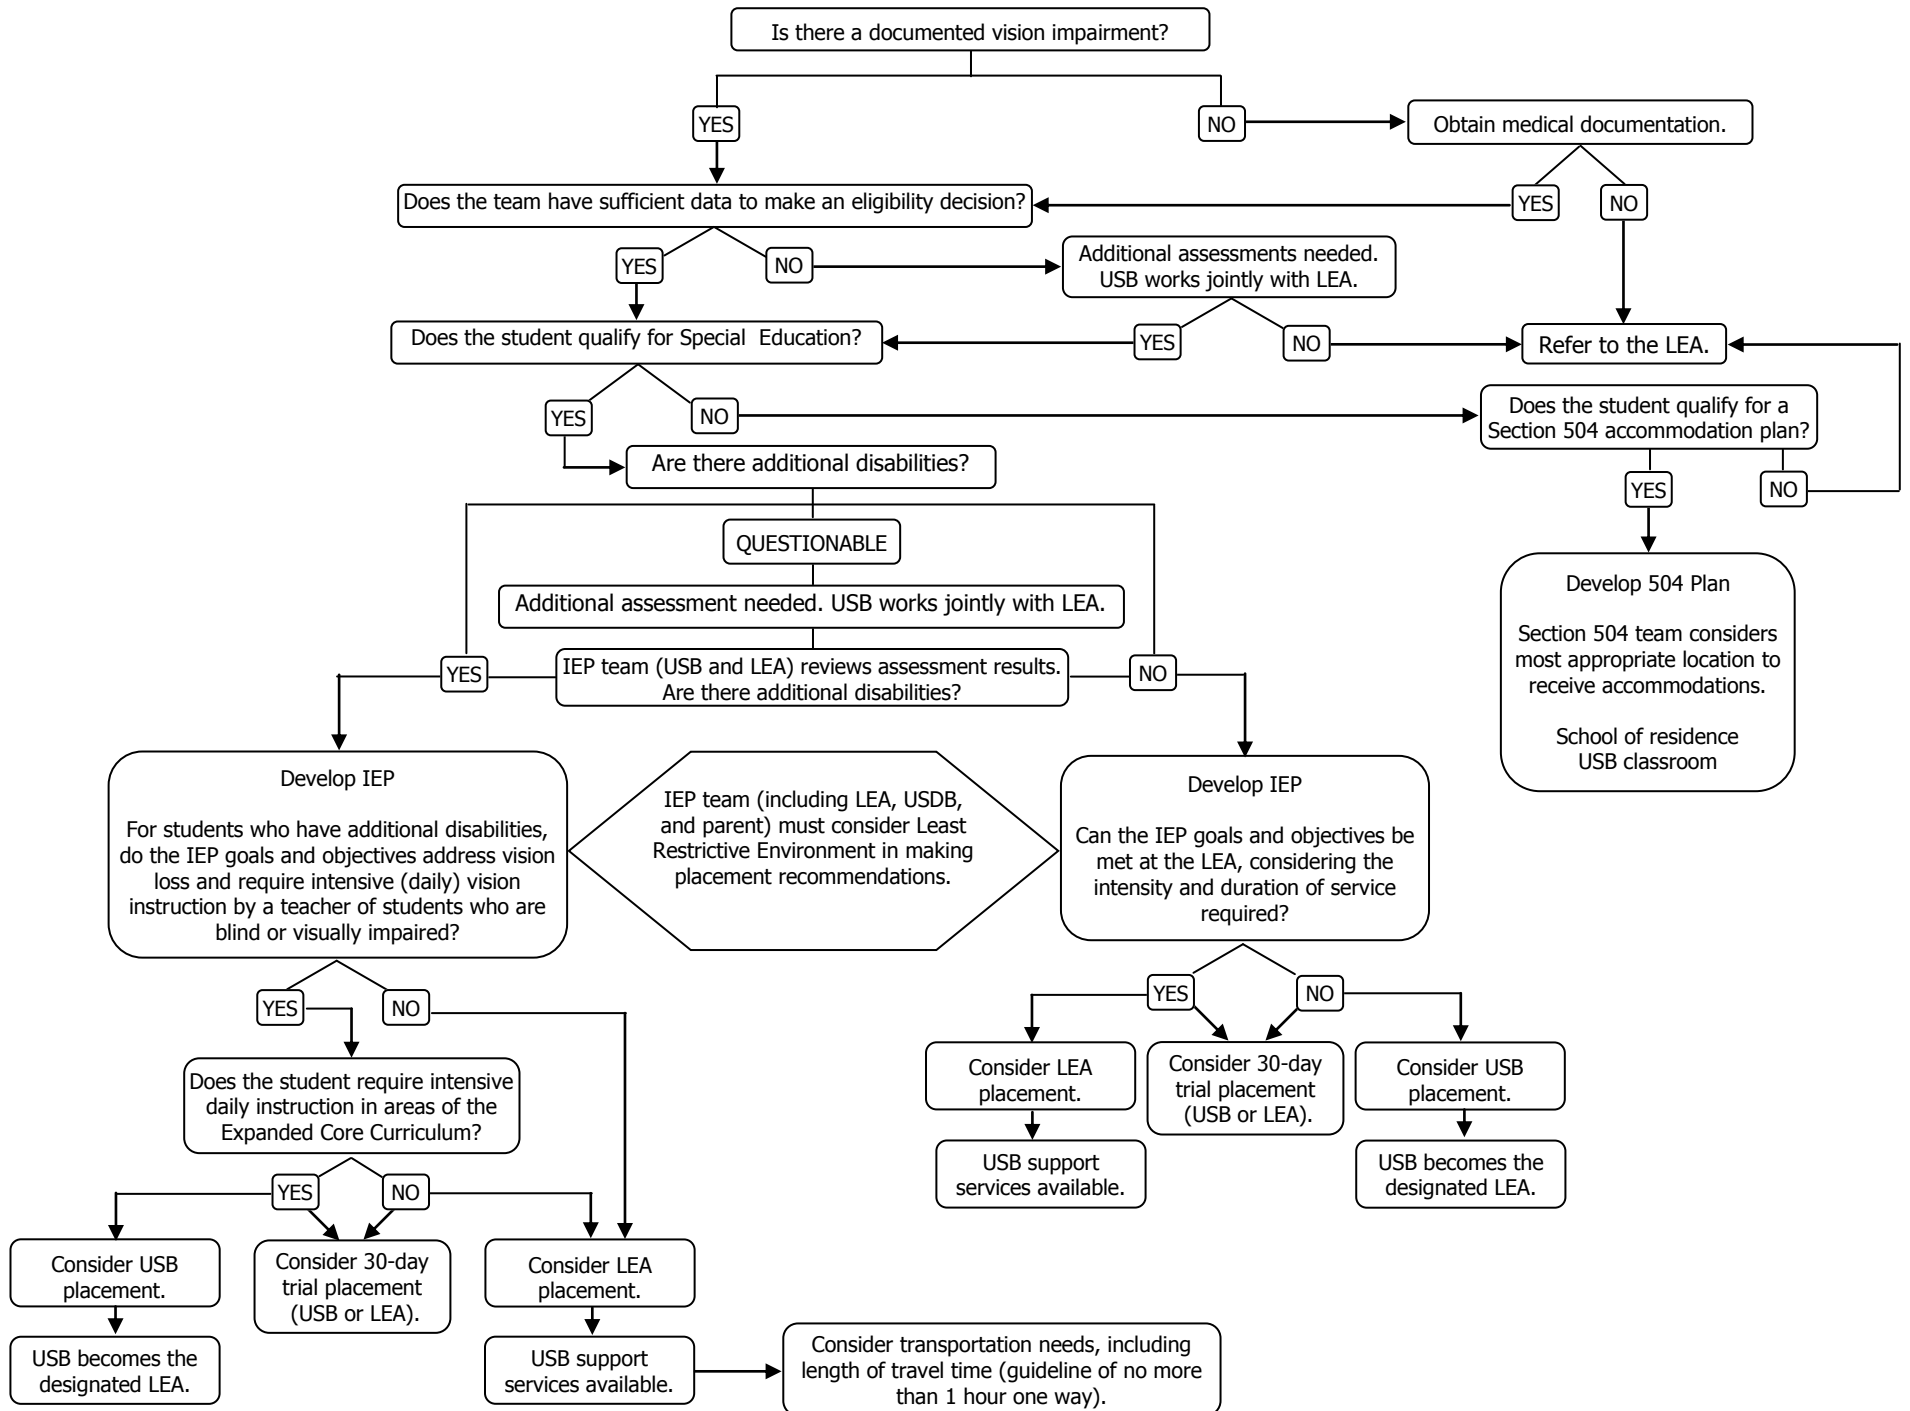 Is there a documented vision impairment?
YES
NO
Obtain medical documentation.
Does the team have sufficient data to make an eligibility decision?
YES
NO
YES
NO
Additional assessments needed.
USB works jointly with LEA.
Does the student qualify for Special Education?
YES
NO
Refer to the LEA.
YES
NO
Does the student qualify for a
Section 504 accommodation plan?
Are there additional disabilities?
YES
NO
QUESTIONABLE
Additional assessment needed. USB works jointly with LEA.
YES
IEP team (USB and LEA) reviews assessment results.
Are there additional disabilities?
NO
Develop 504 Plan
Section 504 team considers
most appropriate location to
receive accommodations.
School of residence
USB classroom
Develop IEP
For students who have additional disabilities,
do the IEP goals and objectives address vision
loss and require intensive (daily) vision
instruction by a teacher of students who are
blind or visually impaired?
IEP team (including LEA, USDB,
and parent) must consider Least
Restrictive Environment in making
placement recommendations.
Develop IEP
Can the IEP goals and objectives be
met at the LEA, considering the
intensity and duration of service
required?
YES
NO
YES
NO
Does the student require intensive
daily instruction in areas of the
Expanded Core Curriculum?
Consider LEA
placement.
Consider 30-day
trial placement
(USB or LEA).
Consider USB
placement.
USB support
services available.
USB becomes the
designated LEA.
YES
NO
Consider USB
placement.
Consider 30-day
trial placement
(USB or LEA).
Consider LEA
placement.
USB becomes the
designated LEA.
USB support
services available.
Consider transportation needs, including
length of travel time (guideline of no more
than 1 hour one way).